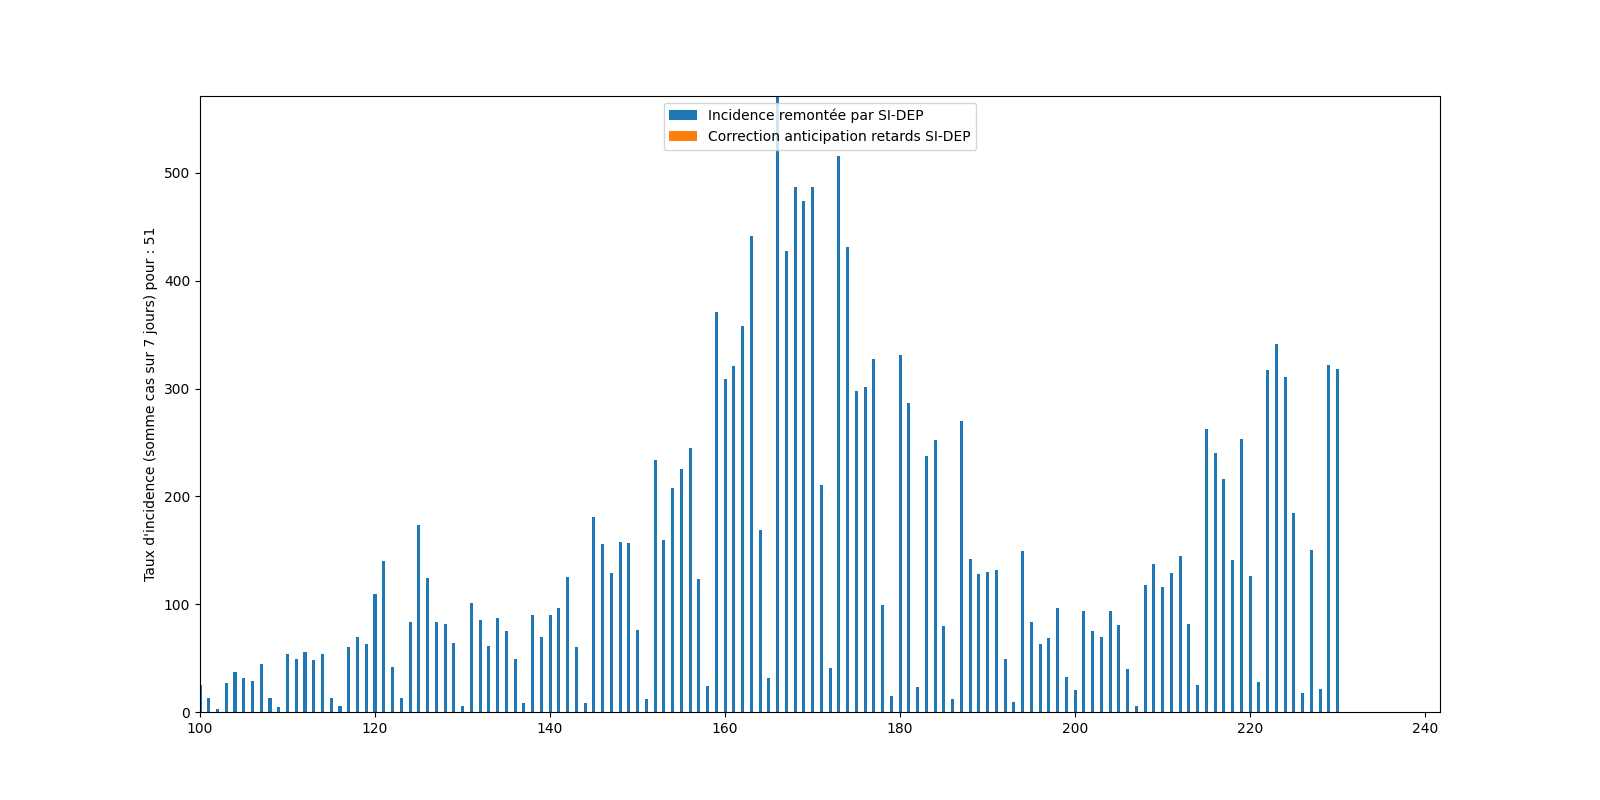 Incidence remontée par SI-DEP
Correction anticipation retards SI-DEP
Taux d'incidence (somme cas sur 7 jours) pour : 51
500
400
300
200
100
0
100 120 140 160 180 200 220 240